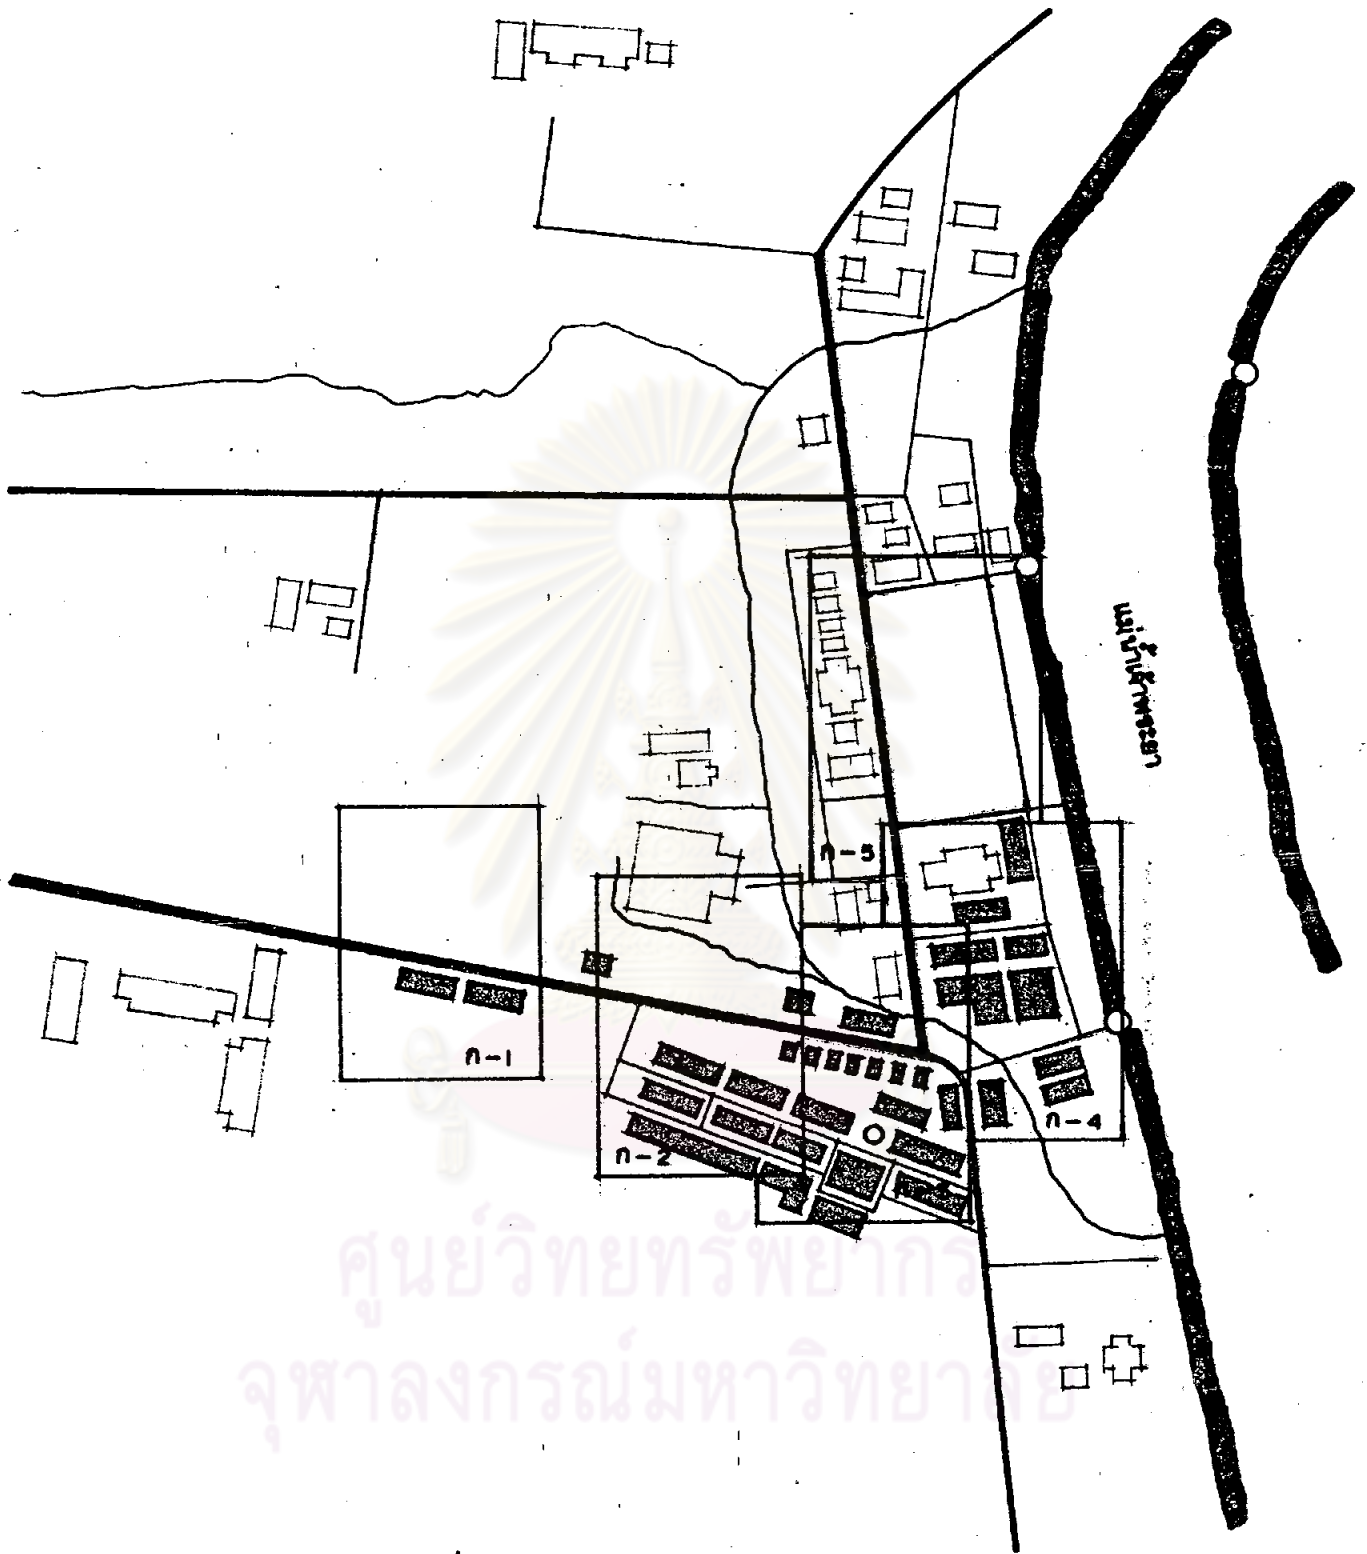 แม่น้ำเจ้าพระยา
ก-5
ก-1
ก-4
ก-2
ศูนย์วิทยทรัพยากร
จุฬาลงกรณ์มหาวิทยาลัย